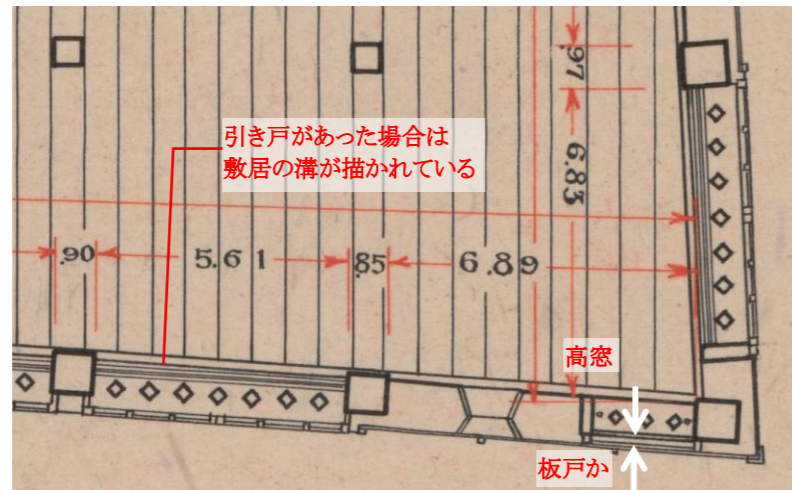 .97
引き戸があった場合は
敷居の溝が描かれている
6.83
.90
5.61
.85
6.89
高窓
板戸か